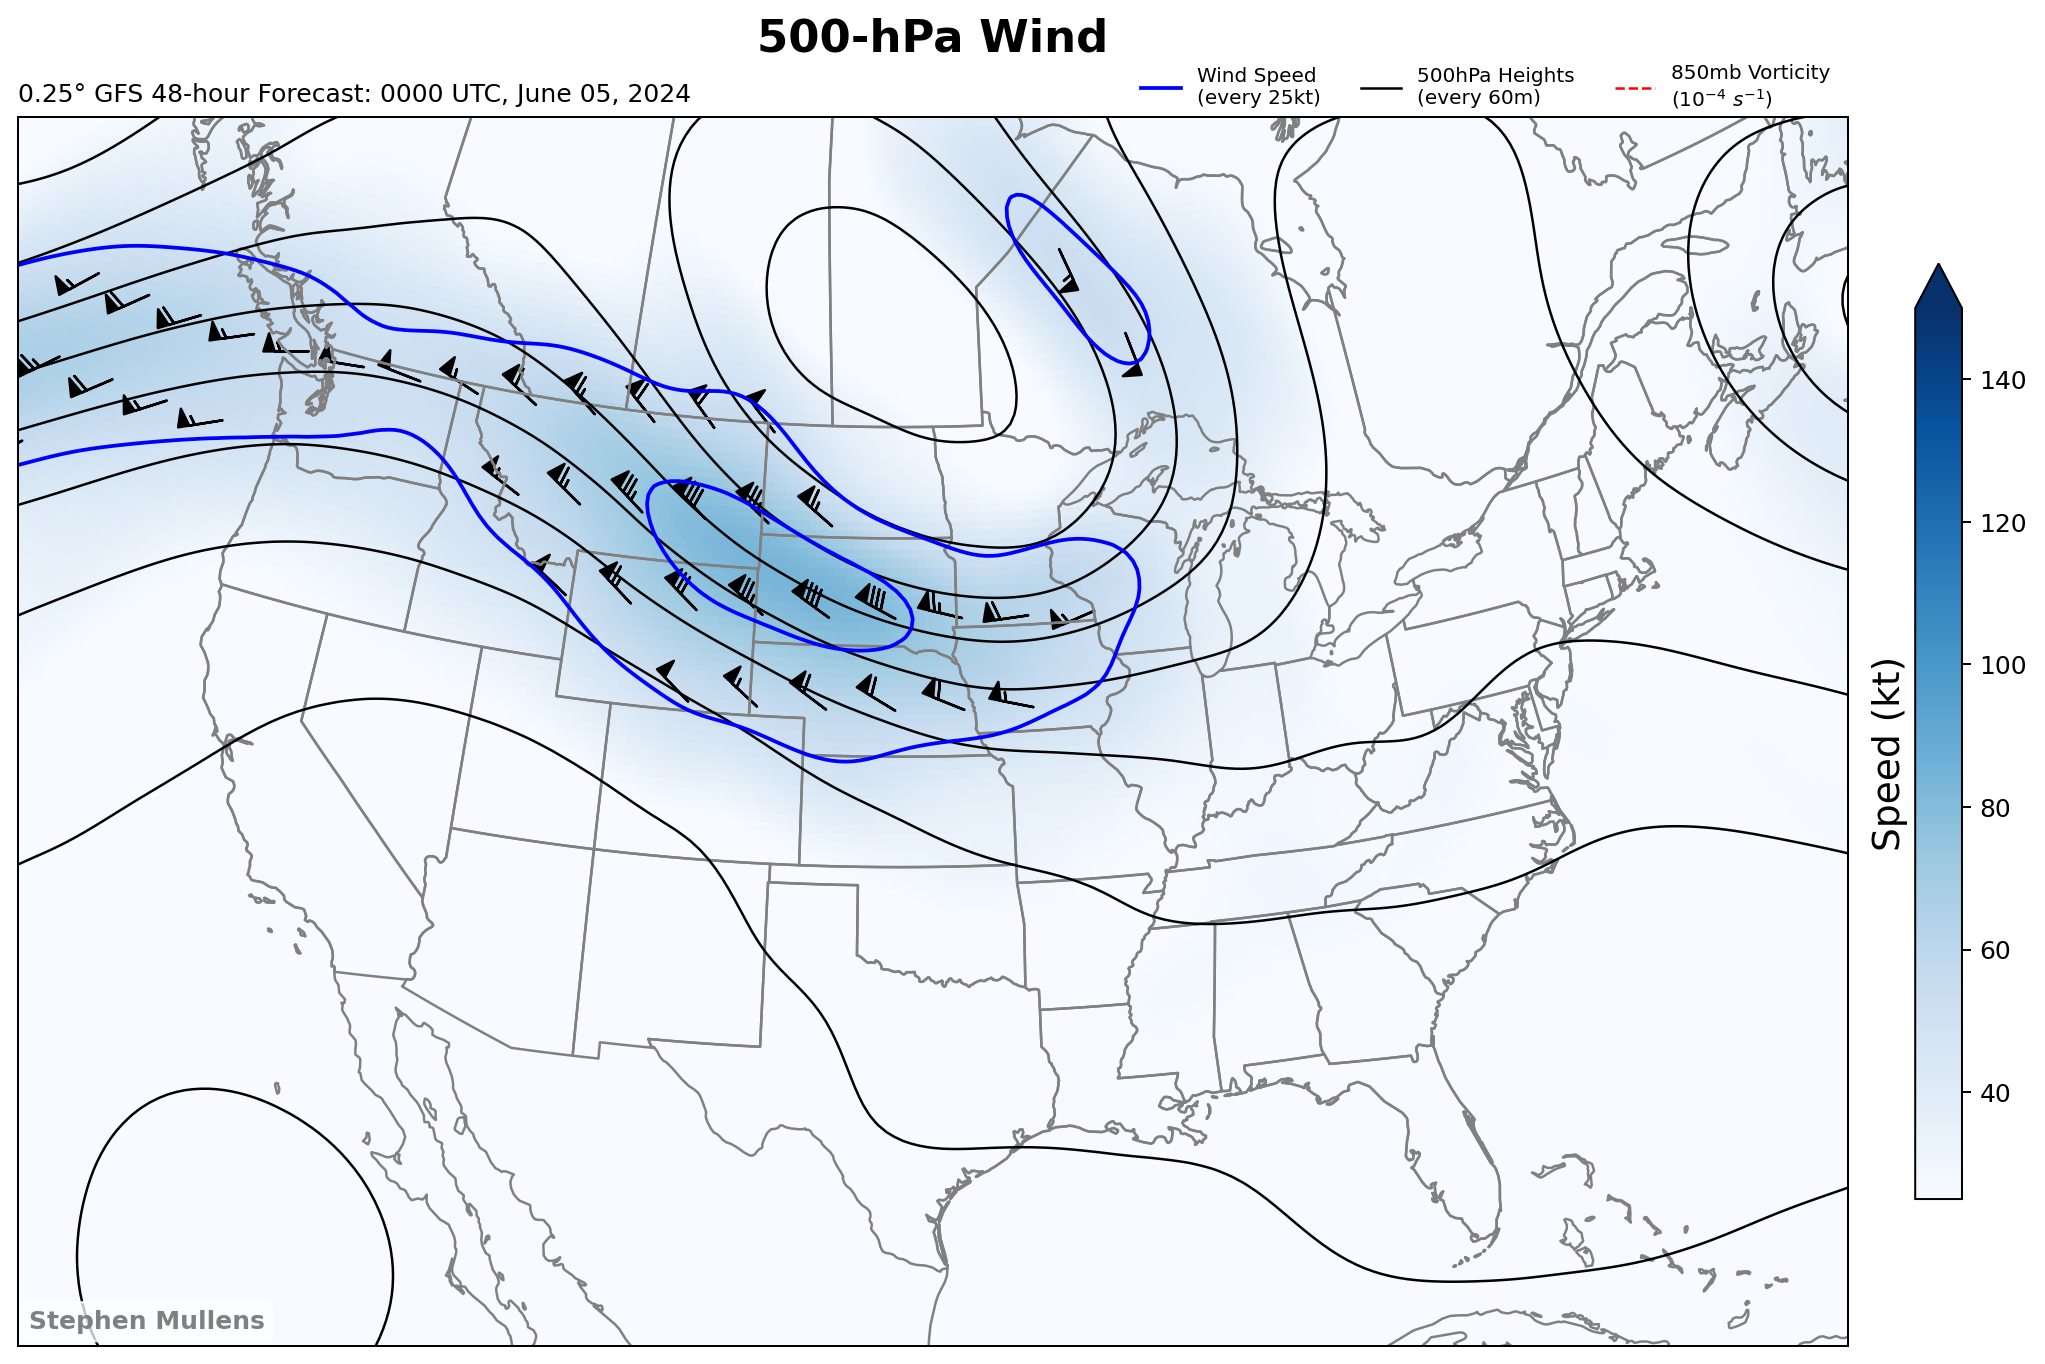 500-hPa Wind
0.25° GFS 48-hour Forecast: 0000 UTC, June 05, 2024
Wind Speed
(every 25kt)
500hPa Heights
(every 60m)
850mb Vorticity
(10⁻⁴ s⁻¹)
140
120
100
80
60
40
Speed (kt)
Stephen Mullens